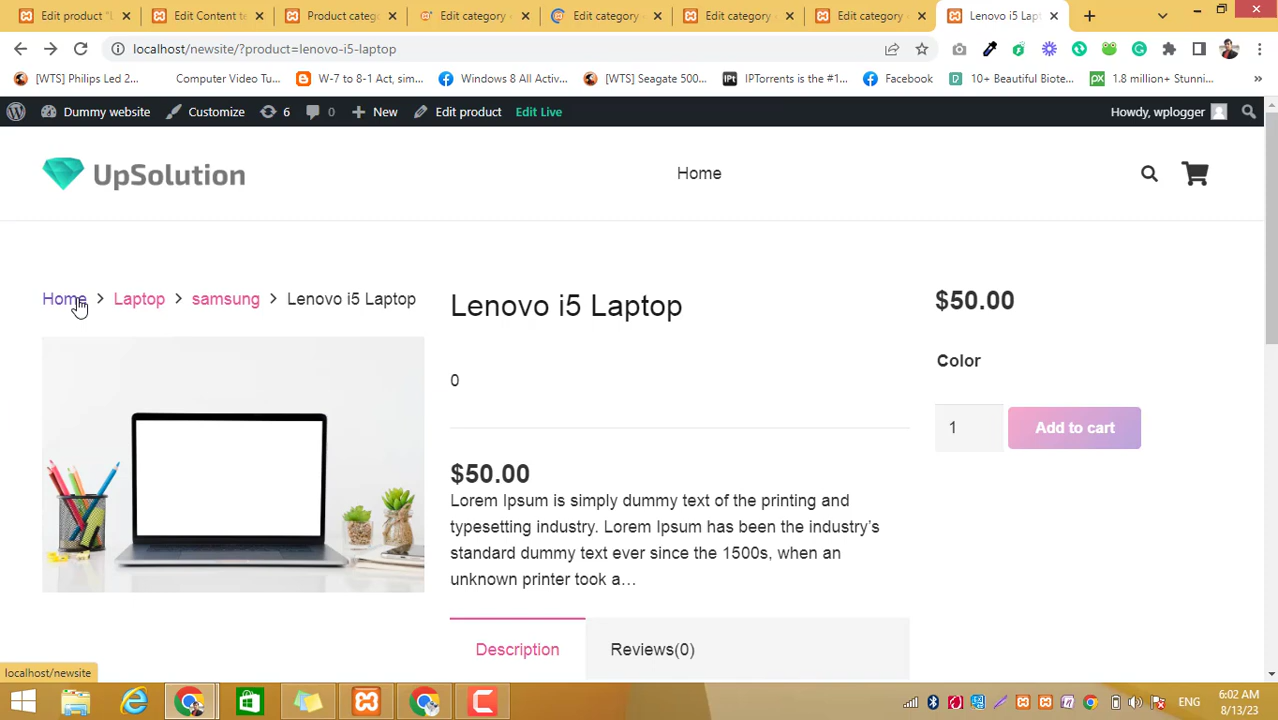 Edit product "L
Edit Content te
Product categ
Edit category
Edit category
Edit category
Edit category
Lenovo i5 Lap
localhost/newsite/?product=lenovo-i5-laptop
[WTS] Philips Led 2...
Computer Video Tu...
W-7 to 8-1 Act, sim...
Windows 8 All Activ...
[WTS] Seagate 500...
IPTorrents is the #1...
Facebook
10+ Beautiful Biote...
1.8 million+ Stunni...
»
Dummy website
Customize
6
0
New
Edit product
Edit Live
Howdy, wplogger
UpSolution
Home
Home > Laptop > samsung > Lenovo i5 Laptop
Lenovo i5 Laptop
0
$50.00
Lorem Ipsum is simply dummy text of the printing and
typesetting industry. Lorem Ipsum has been the industry's
standard dummy text ever since the 1500s, when an
unknown printer took a…
Description
Reviews(0)
$50.00
Color
1
Add to cart
localhost/newsite
ENG
6:02 AM
8/13/23